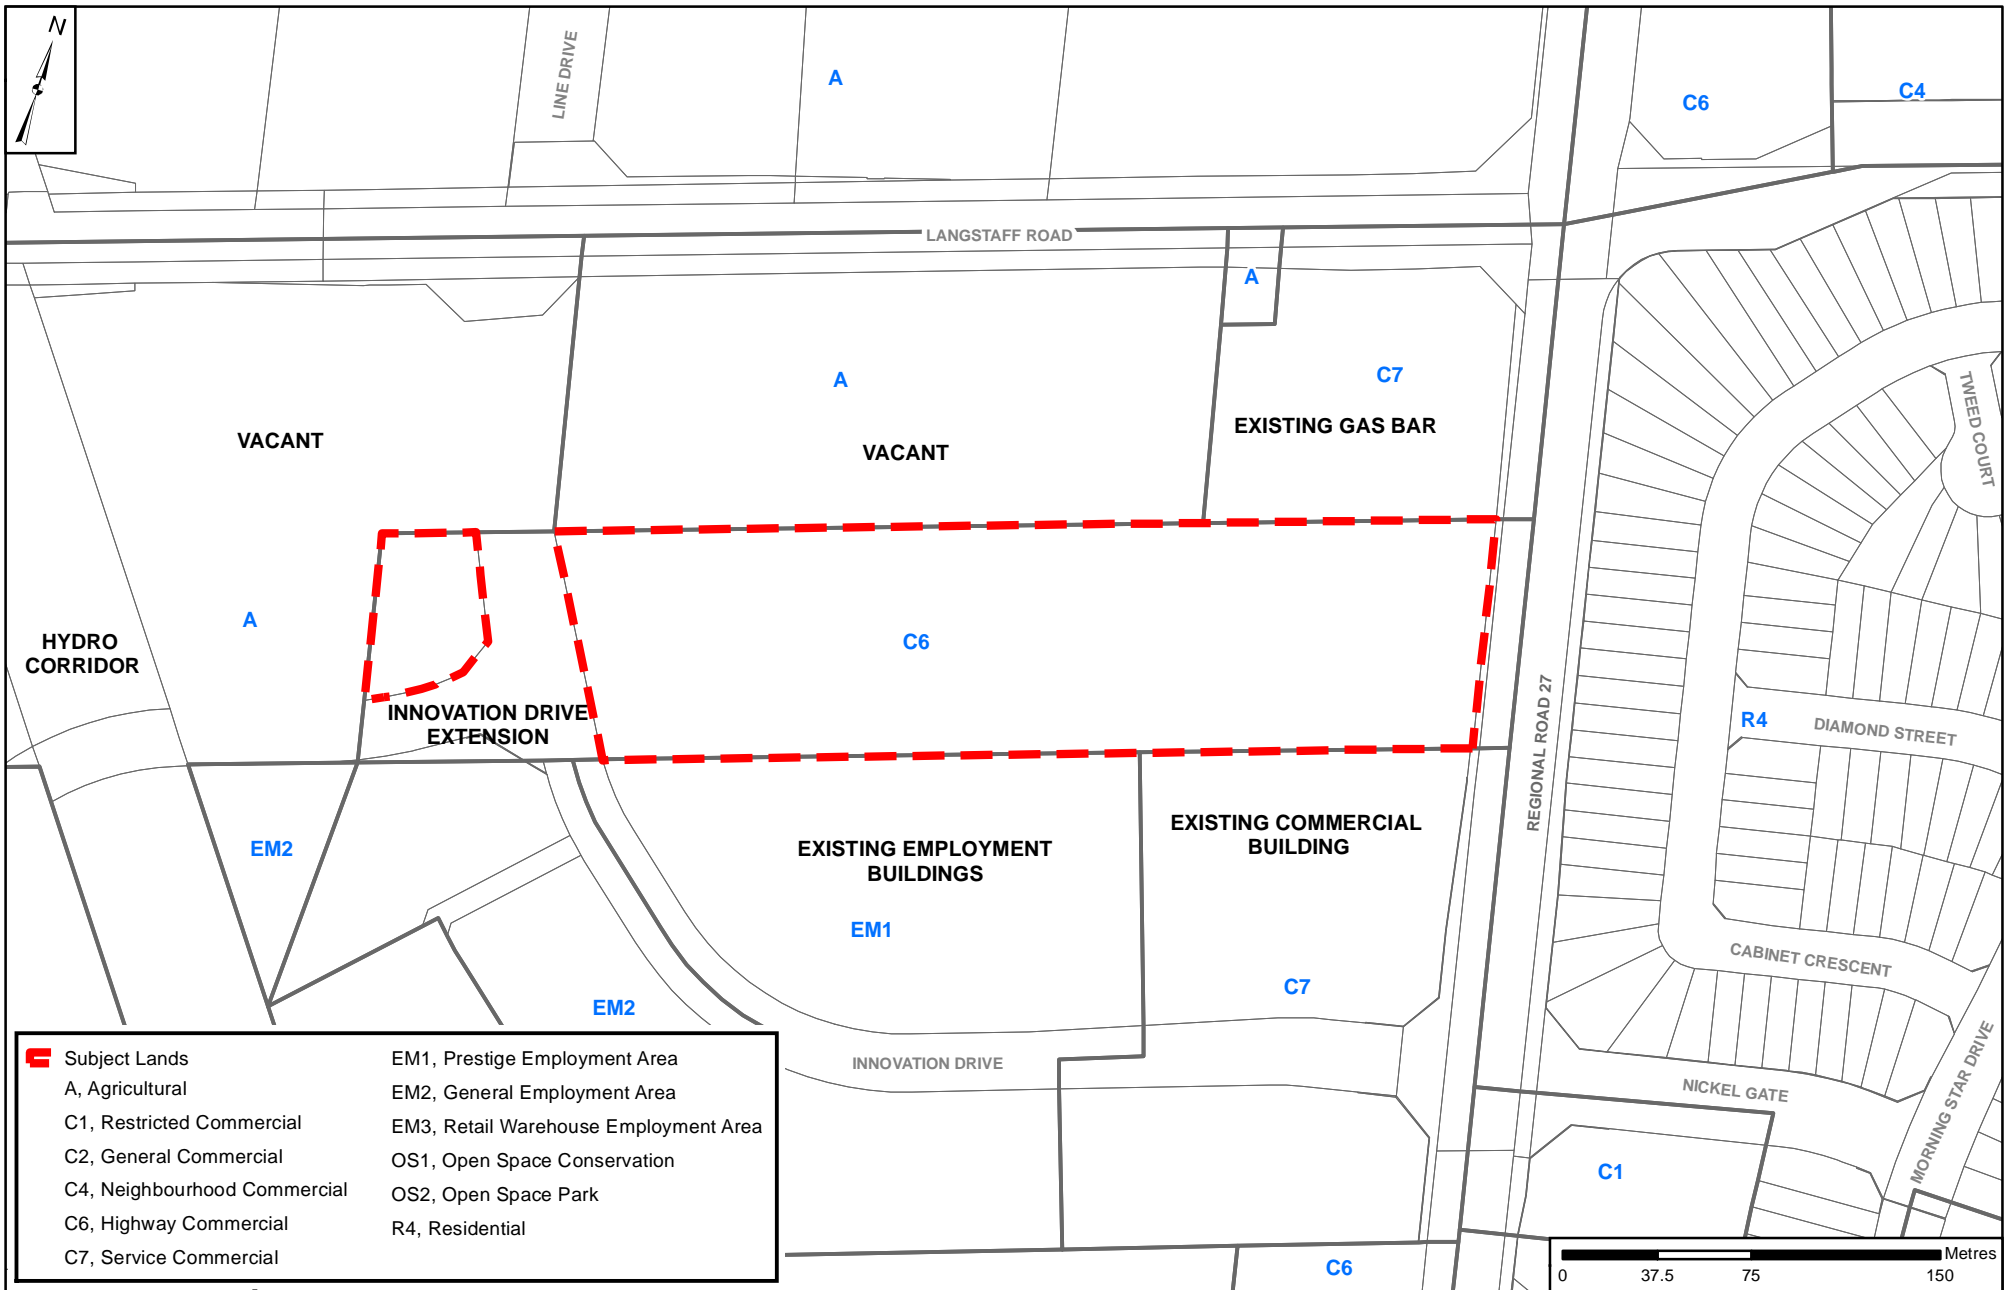 N
LINE DRIVE
A
C6
C4
LANGSTAFF ROAD
A
A
C7
VACANT
VACANT
EXISTING GAS BAR
TWEED COURT
A
HYDRO
CORRIDOR
C6
INNOVATION DRIVE
EXTENSION
REGIONAL ROAD 27
R4
DIAMOND STREET
EM2
EXISTING EMPLOYMENT
BUILDINGS
EXISTING COMMERCIAL
BUILDING
EM1
CABINET CRESCENT
C7
EM2
INNOVATION DRIVE
NICKEL GATE
MORNING STAR DRIVE
C1
C6
Subject Lands
A, Agricultural
C1, Restricted Commercial
C2, General Commercial
C4, Neighbourhood Commercial
C6, Highway Commercial
C7, Service Commercial
EM1, Prestige Employment Area
EM2, General Employment Area
EM3, Retail Warehouse Employment Area
OS1, Open Space Conservation
OS2, Open Space Park
R4, Residential
Metres
0 37.5 75 150